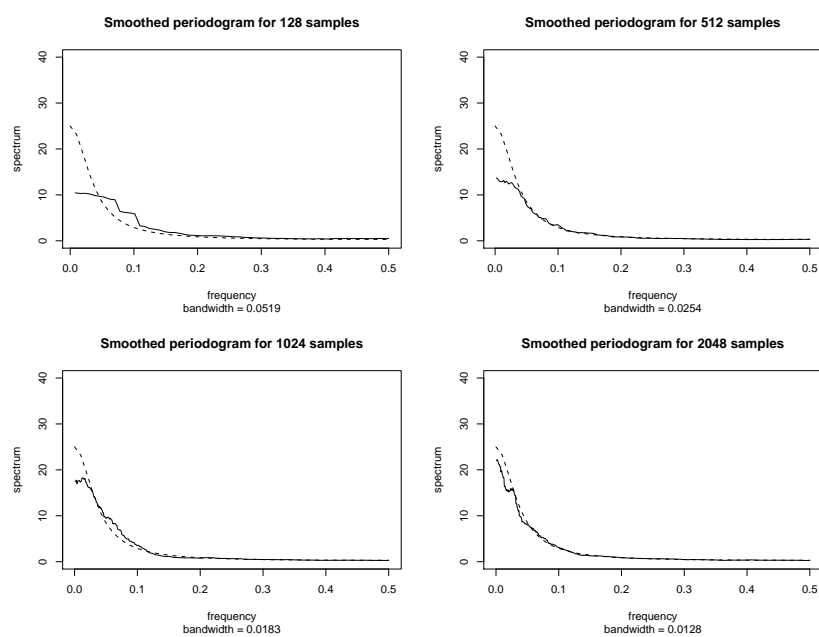 Smoothed periodogram for 128 samples
spectrum
0 10 20 30 40
0.0 0.1 0.2 0.3 0.4 0.5
frequency
bandwidth = 0.0519
Smoothed periodogram for 512 samples
spectrum
0 10 20 30 40
0.0 0.1 0.2 0.3 0.4 0.5
frequency
bandwidth = 0.0254
Smoothed periodogram for 1024 samples
spectrum
0 10 20 30 40
0.0 0.1 0.2 0.3 0.4 0.5
frequency
bandwidth = 0.0183
Smoothed periodogram for 2048 samples
spectrum
0 10 20 30 40
0.0 0.1 0.2 0.3 0.4 0.5
frequency
bandwidth = 0.0128